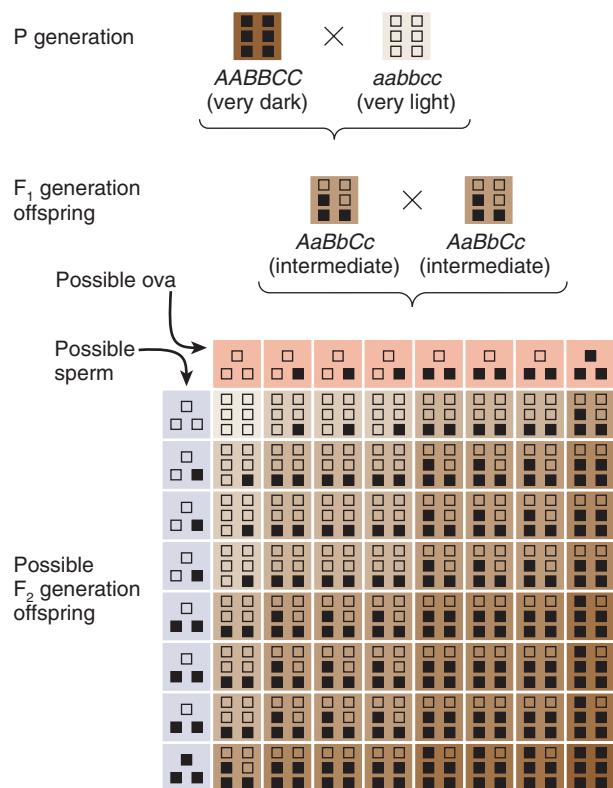 P generation
AABBCC
(very dark)
aabbcc
(very light)
F₁ generation
offspring
AaBbCc
(intermediate)
AaBbCc
(intermediate)
Possible ova
Possible
sperm
Possible
F₂ generation
offspring